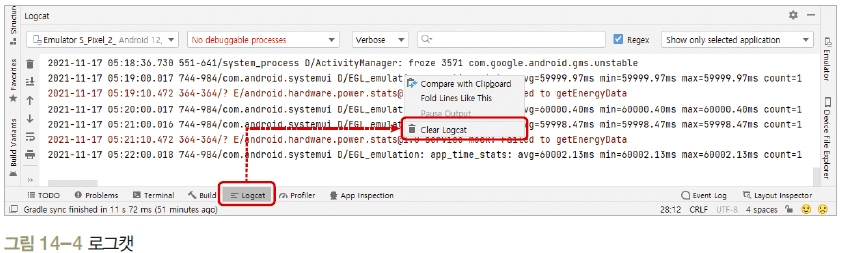 Logcat
Structure
Emulator S_Pixel_2_ Android 12,
No debuggable processes
Verbose
Regex
Show only selected application
2021-11-17 05:18:36.730 551-641/system_process D/ActivityManager: froze 3571 com.google.android.gms.unstable
2021-11-17 05:19:00.017 744-984/com.android.systemui D/EGL_emula avg=59999.97ms min=59999.97ms max=59999.97ms count=1
2021-11-17 05:19:10.472 364-364/? E/android.hardware.power.stats@ d to getEnergyData
2021-11-17 05:20:00.017 744-984/com.android.systemui D/EGL_emula avg=60000.40ms min=60000.40ms max=60000.40ms count=1
2021-11-17 05:21:00.016 744-984/com.android.systemui D/EGL_emula avg=59998.47ms min=59998.47ms max=59998.47ms count=1
2021-11-17 05:21:10.472 364-364/? E/android.hardware.power.stats@1.0-service-mock: Failed to getEnergyData
2021-11-17 05:22:00.018 744-984/com.android.systemui D/EGL_emulation: app_time_stats: avg=60002.13ms min=60002.13ms max=60002.13ms count=1
Compare with Clipboard
Fold Lines Like This
Pause Output
Clear Logcat
Favorites
Build Variants
Emulator
Device File Explorer
TODO
Problems
Terminal
Build
Logcat
Profiler
App Inspection
Event Log
Layout Inspector
Gradle sync finished in 11 s 72 ms (51 minutes ago)
28:12 CRLF UTF-8 4 spaces
그림 14-4 로그캣